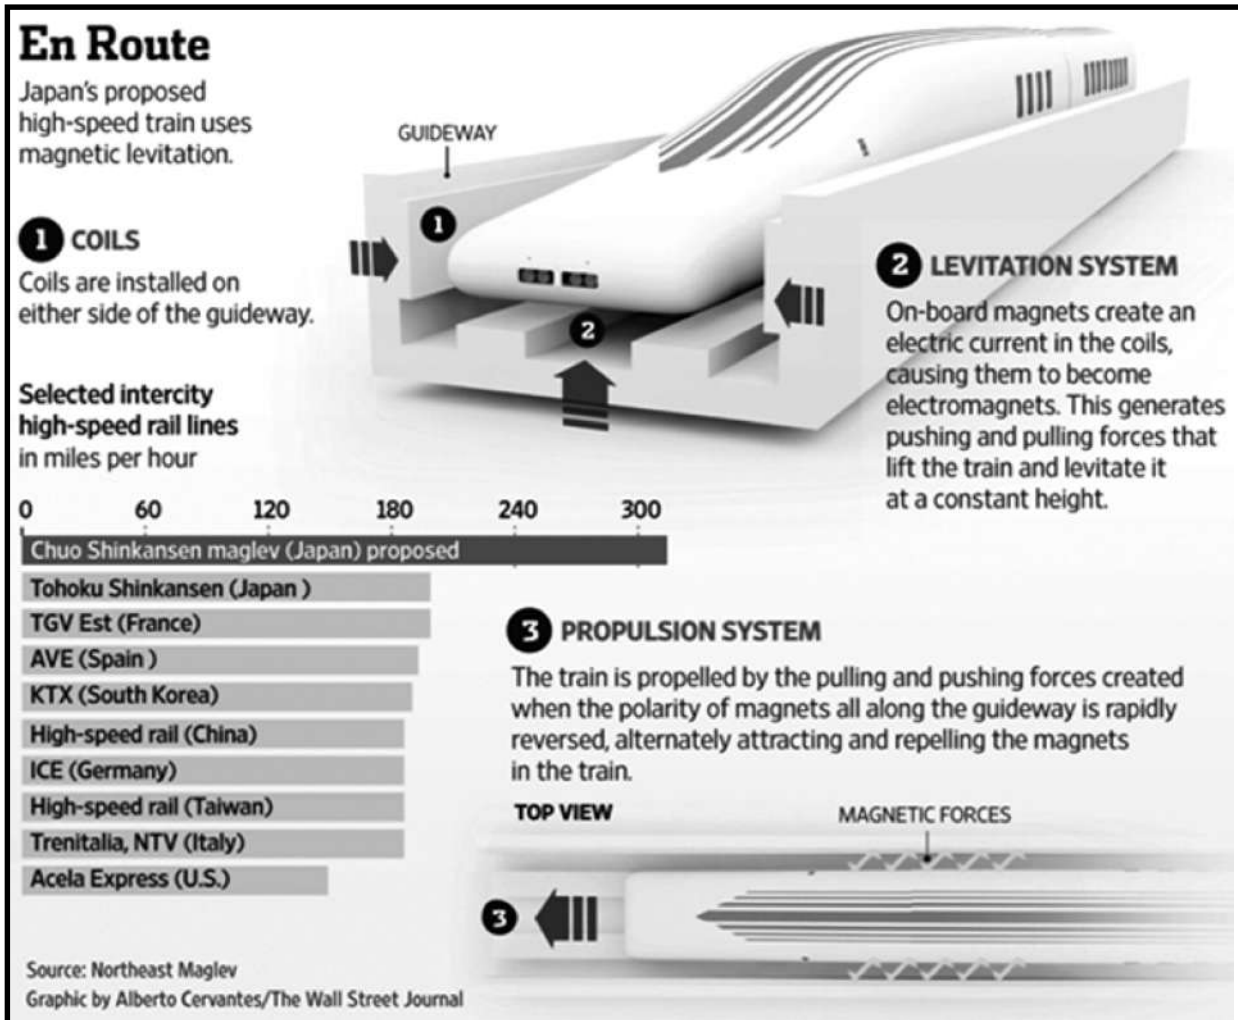 En Route
Japan's proposed
high-speed train uses
magnetic levitation.
GUIDEWAY
1 COILS
Coils are installed on
either side of the guideway.
1
2
2 LEVITATION SYSTEM
On-board magnets create an
electric current in the coils,
causing them to become
electromagnets. This generates
pushing and pulling forces that
lift the train and levitate it
at a constant height.
Selected intercity
high-speed rail lines
in miles per hour
0 60 120 180 240 300
Chuo Shinkansen maglev (Japan) proposed
Tohoku Shinkansen (Japan )
TGV Est (France)
AVE (Spain )
KTX (South Korea)
High-speed rail (China)
ICE (Germany)
High-speed rail (Taiwan)
Trenitalia, NTV (Italy)
Acela Express (U.S.)
3 PROPULSION SYSTEM
The train is propelled by the pulling and pushing forces created
when the polarity of magnets all along the guideway is rapidly
reversed, alternately attracting and repelling the magnets
in the train.
TOP VIEW
MAGNETIC FORCES
3
Source: Northeast Maglev
Graphic by Alberto Cervantes/The Wall Street Journal